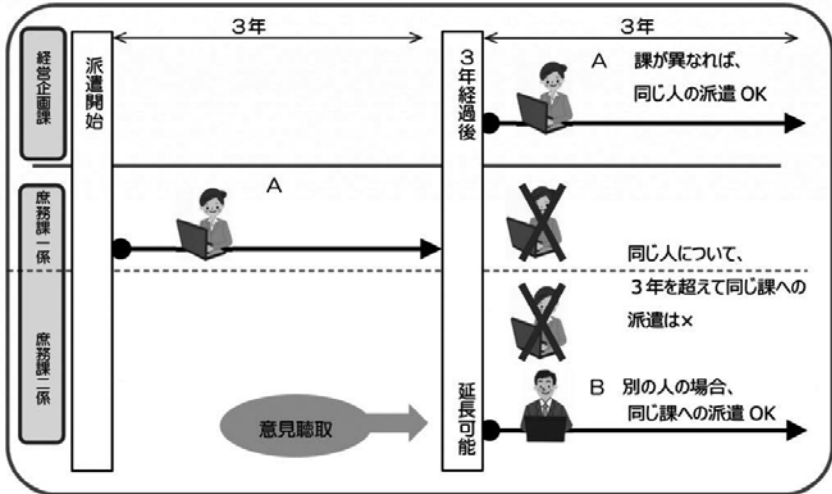 3年
3年
経営企画課
派遣開始
3年経過後
A 課が異なれば、
同じ人の派遣OK
A
庶務課一係
同じ人について、
3年を超えて同じ課への
派遣は×
庶務課二係
意見聴取
延長可能
B 別の人の場合、
同じ課への派遣OK